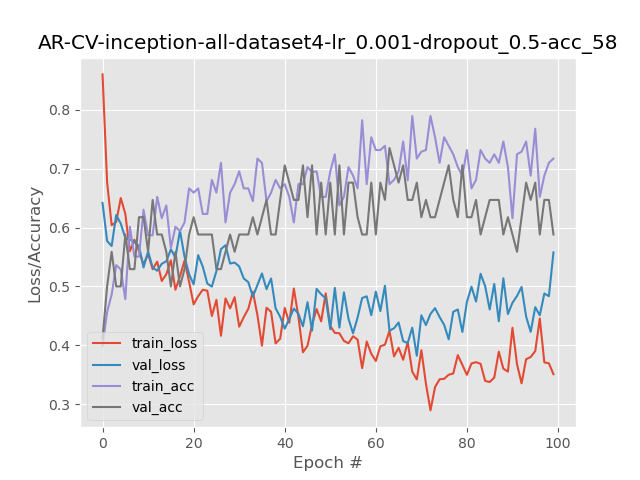 AR-CV-inception-all-dataset4-lr_0.001-dropout_0.5-acc_58
0.8
0.7
0.6
0.5
0.4
0.3
Loss/Accuracy
train_loss
val_loss
train_acc
val_acc
0 20 40 60 80 100
Epoch #